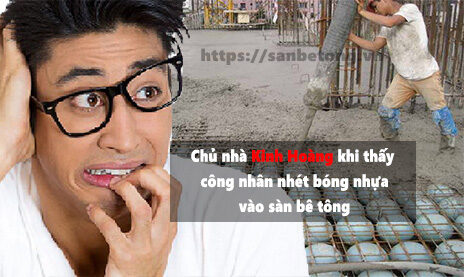 https://sanbetong.vn
Chủ nhà Kinh Hoàng khi thấy
công nhân nhét bóng nhựa
vào sàn bê tông